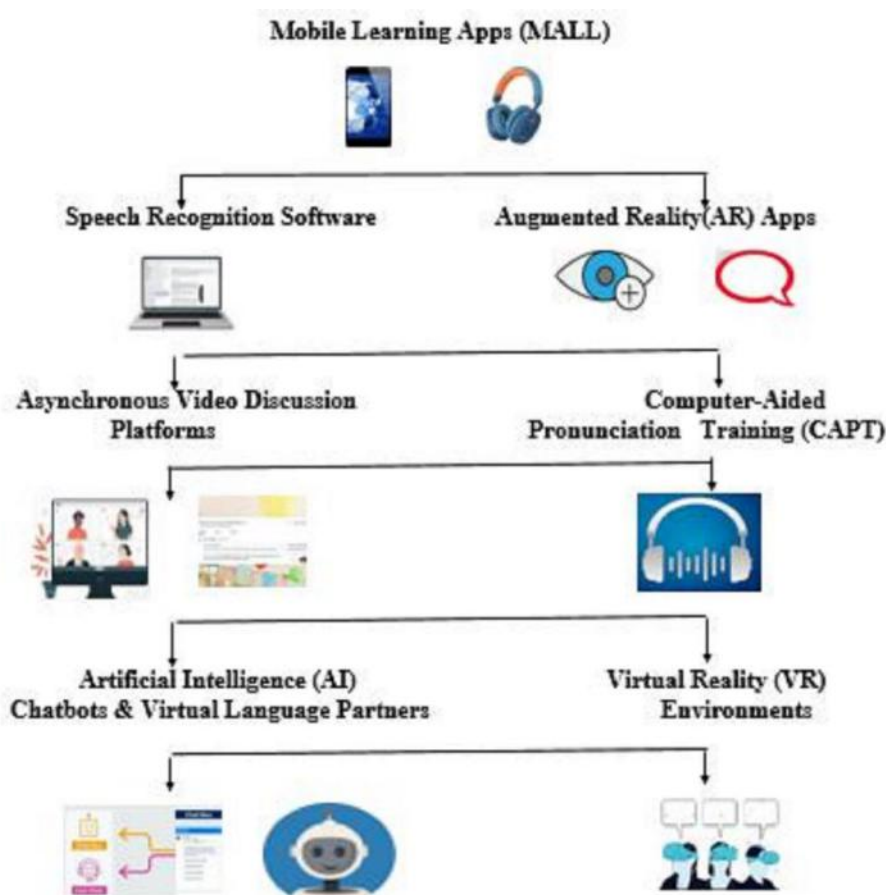 Mobile Learning Apps (MALL)
Speech Recognition Software
Augmented Reality(AR) Apps
Asynchronous Video Discussion
Platforms
Computer-Aided
Pronunciation Training (CAPT)
Artificial Intelligence (AI)
Chatbots & Virtual Language Partners
Virtual Reality (VR)
Environments